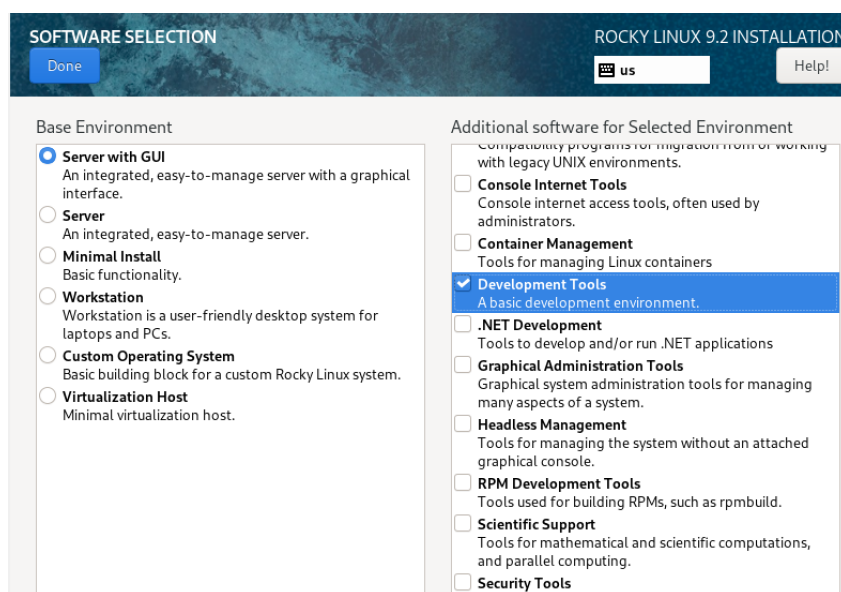 SOFTWARE SELECTION
ROCKY LINUX 9.2 INSTALLATION
Done
us
Help!
Base Environment
Server with GUI
An integrated, easy-to-manage server with a graphical
interface.
Server
An integrated, easy-to-manage server.
Minimal Install
Basic functionality.
Workstation
Workstation is a user-friendly desktop system for
laptops and PCs.
Custom Operating System
Basic building block for a custom Rocky Linux system.
Virtualization Host
Minimal virtualization host.
Additional software for Selected Environment
Compatibility programs for migration from or working
with legacy UNIX environments.
Console Internet Tools
Console internet access tools, often used by
administrators.
Container Management
Tools for managing Linux containers
Development Tools
A basic development environment.
.NET Development
Tools to develop and/or run .NET applications
Graphical Administration Tools
Graphical system administration tools for managing
many aspects of a system.
Headless Management
Tools for managing the system without an attached
graphical console.
RPM Development Tools
Tools used for building RPMs, such as rpmbuild.
Scientific Support
Tools for mathematical and scientific computations,
and parallel computing.
Security Tools